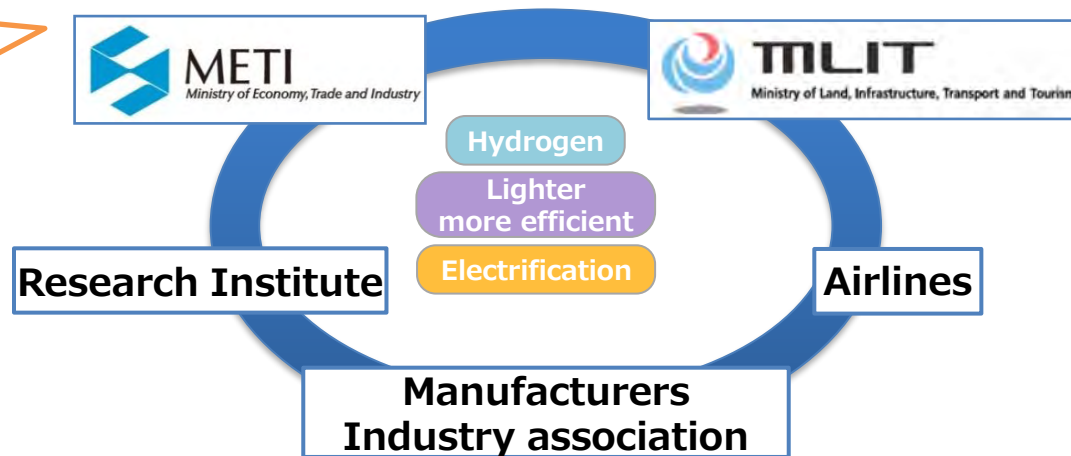 METI
Ministry of Economy, Trade and Industry
MLIT
Ministry of Land, Infrastructure, Transport and Tourism
Hydrogen
Lighter
more efficient
Electrification
Research Institute
Airlines
Manufacturers
Industry association